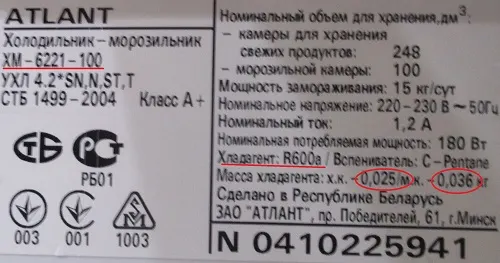 ATLANT
Холодильник-морозильник
ХМ-6221-100
УХЛ 4.2*SN,N,ST,T
СТБ 1499-2004 Класс А+
РБ01
003 001 1003
Номинальный объем для хранения,дм³:
- камеры для хранения
свежих продуктов: 248
- морозильной камеры: 100
Мощность замораживания: 15 кг/сут
Номинальное напряжение: 220-230 В ~ 50Гц
Номинальный ток: 1,2 А
Номинальная потребляемая мощность: 180 Вт
Хладагент: R600a / Вспениватель: C-Pentane
Масса хладагента: х.к. - 0,025/м.к. - 0,036 кг
Сделано в Республике Беларусь
ЗАО "АТЛАНТ", пр. Победителей, 61, г.Минск
N 0410225941